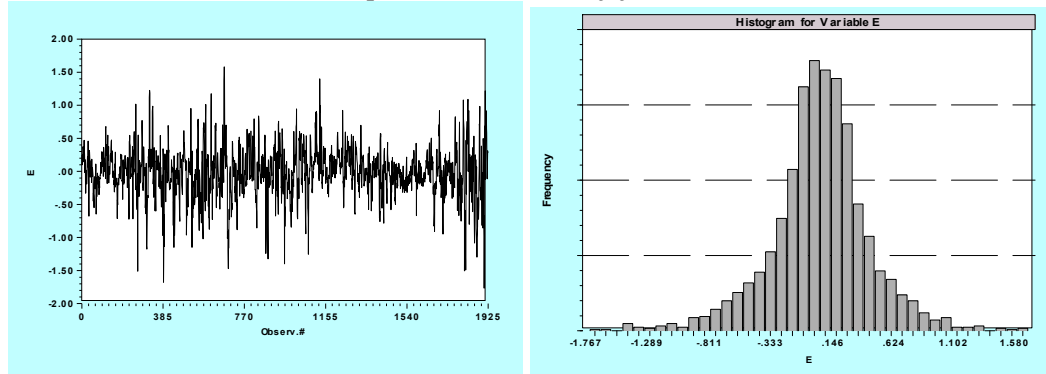 2.00
1.50
1.00
.50
.00
-.50
-1.00
-1.50
-2.00
E
0 385 770 1155 1540 1925
Observ.#
Histogram for Variable E
Frequency
-1.767 -1.289 -.811 -.333 .146 .624 1.102 1.580
E